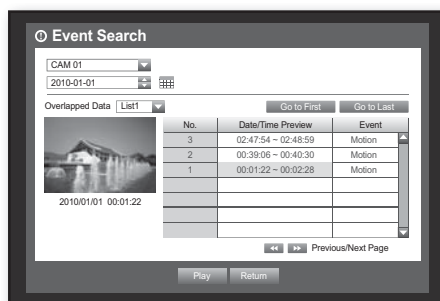 Event Search
CAM 01
2010-01-01
Overlapped Data List1 Go to First Go to Last
No. Date/Time Preview Event
3 02:47:54 ~ 02:48:59 Motion
2 00:39:06 ~ 00:40:30 Motion
1 00:01:22 ~ 00:02:28 Motion
2010/01/01 00:01:22
Previous/Next Page
Play Return